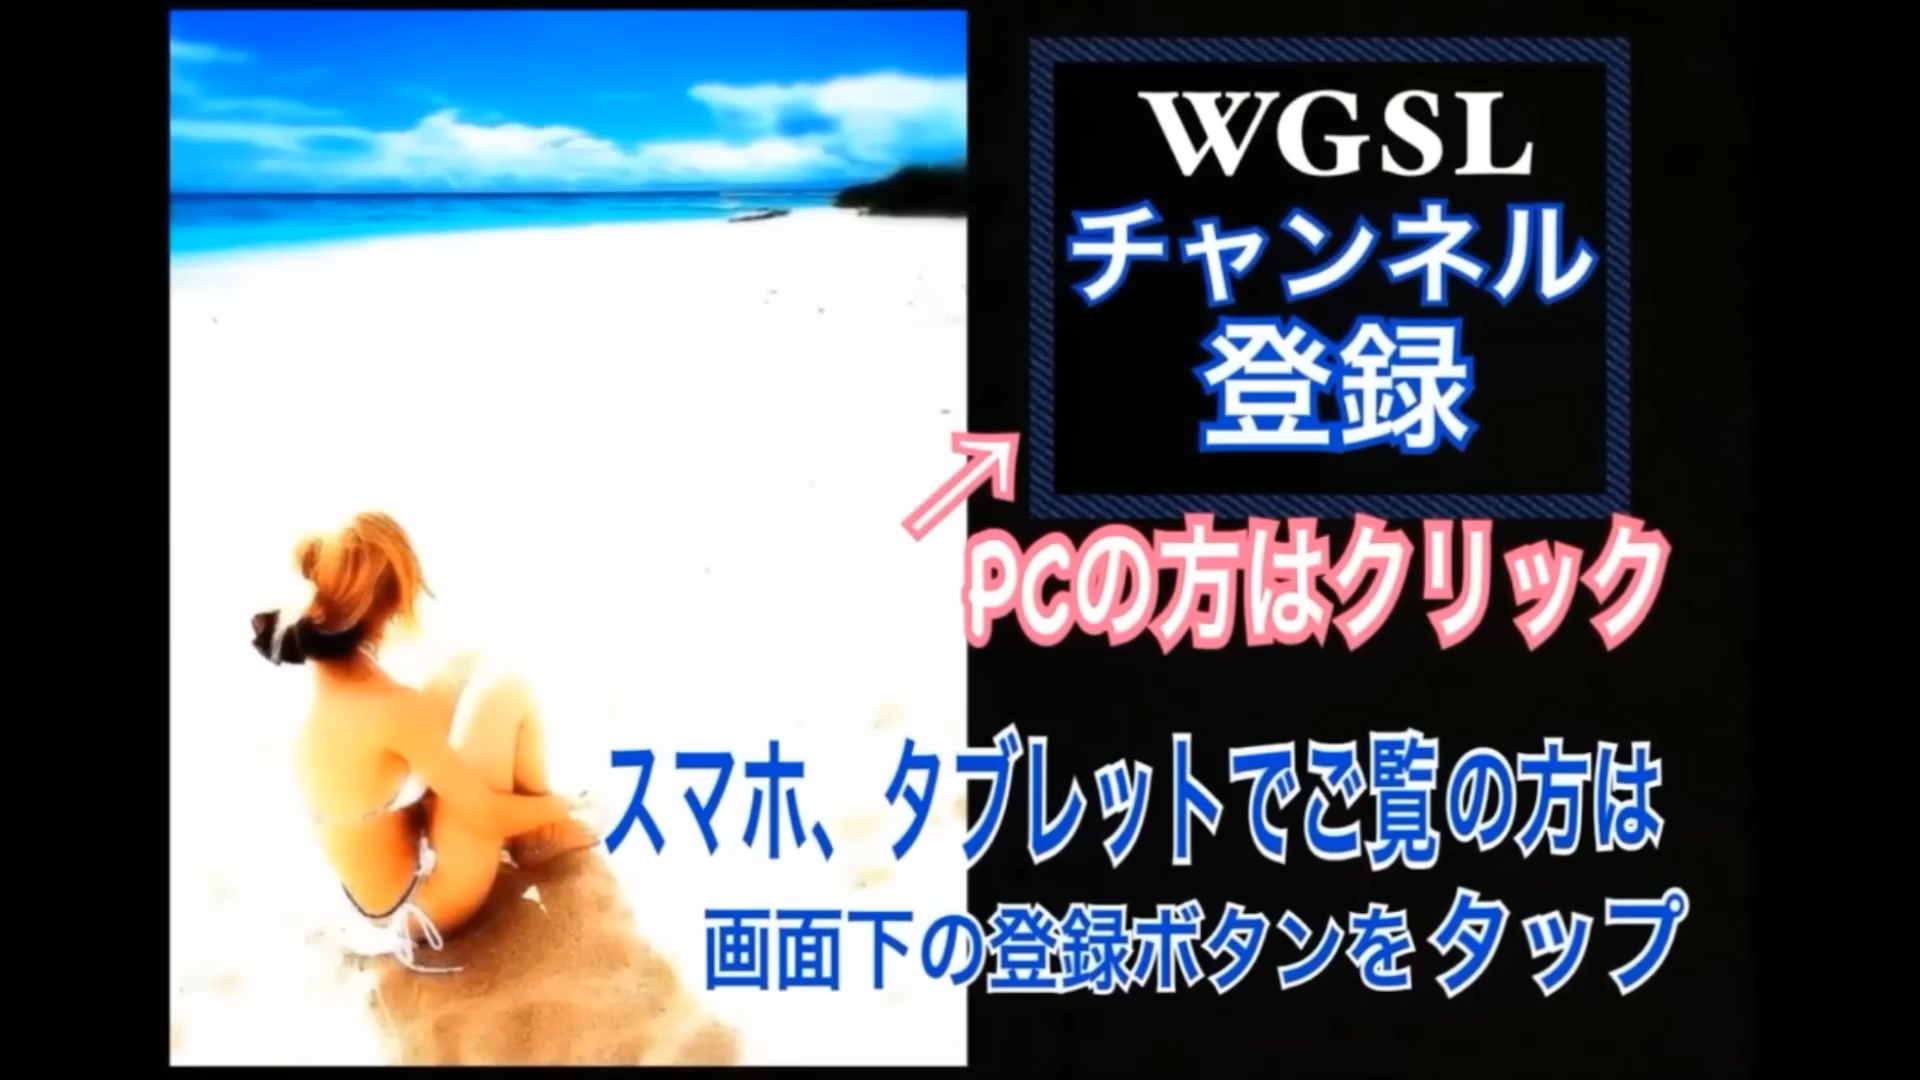 WGSL
チャンネル
登録
PCの方はクリック
スマホ、タブレットでご覧の方は
画面下の登録ボタンをタップ